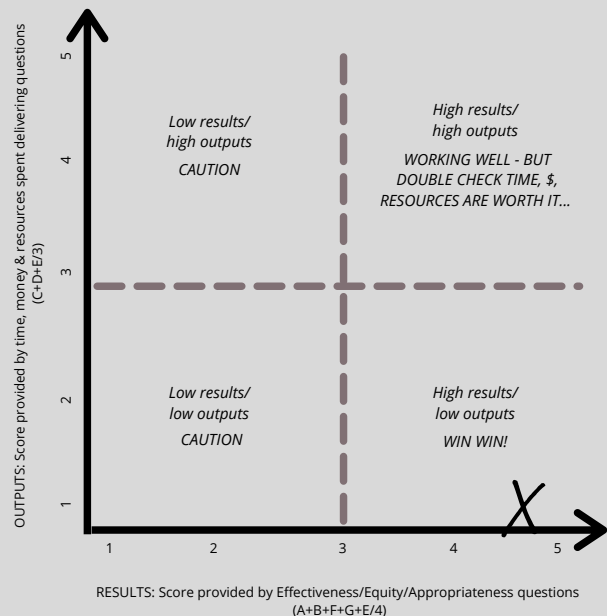 OUTPUTS: Score provided by time, money & resources spent delivering questions
(C+D+E/3)
5
4
3
2
1
Low results/
high outputs
CAUTION
High results/
high outputs
WORKING WELL - BUT
DOUBLE CHECK TIME, $,
RESOURCES ARE WORTH IT...
Low results/
low outputs
CAUTION
High results/
low outputs
WIN WIN!
X
1 2 3 4 5
RESULTS: Score provided by Effectiveness/Equity/Appropriateness questions
(A+B+F+G+E/4)